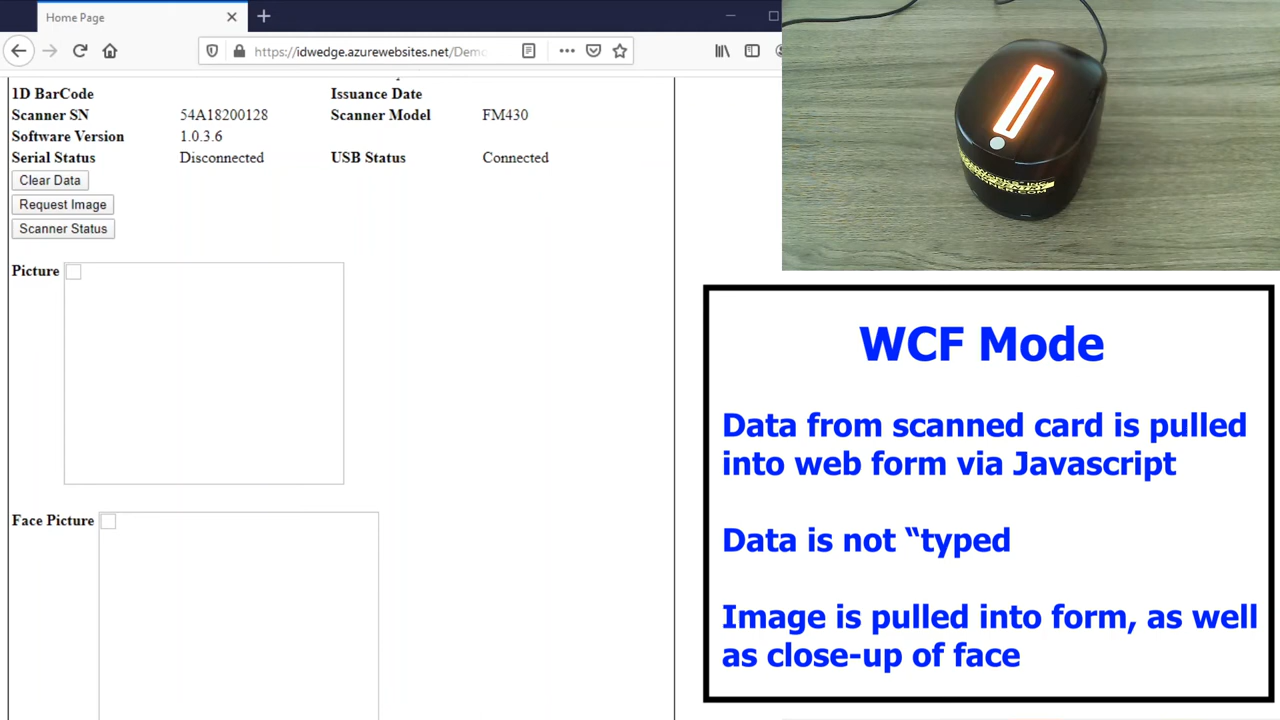 Home Page
https://idwedge.azurewebsites.net/Demo
1D BarCode
Issuance Date
Scanner SN 54A18200128 Scanner Model FM430
Software Version 1.0.3.6
Serial Status Disconnected USB Status Connected
Clear Data
Request Image
Scanner Status
Picture
Face Picture
INC
SCANNER.COM
WCF Mode
Data from scanned card is pulled
into web form via Javascript
Data is not “typed
Image is pulled into form, as well
as close-up of face